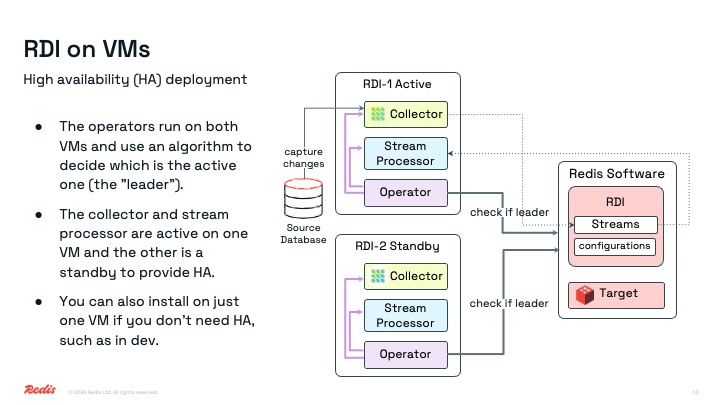 RDI on VMs
High availability (HA) deployment
● The operators run on both
VMs and use an algorithm to
decide which is the active
one (the ”leader”).
● The collector and stream
processor are active on one
VM and the other is a
standby to provide HA.
● You can also install on just
one VM if you don’t need HA,
such as in dev.
RDI-1 Active
Collector
Stream
Processor
Operator
capture
changes
Source
Database
RDI-2 Standby
Collector
Stream
Processor
Operator
check if leader
check if leader
Redis Software
RDI
Streams
configurations
Target
Redis
© 2024 Redis Ltd. All rights reserved.